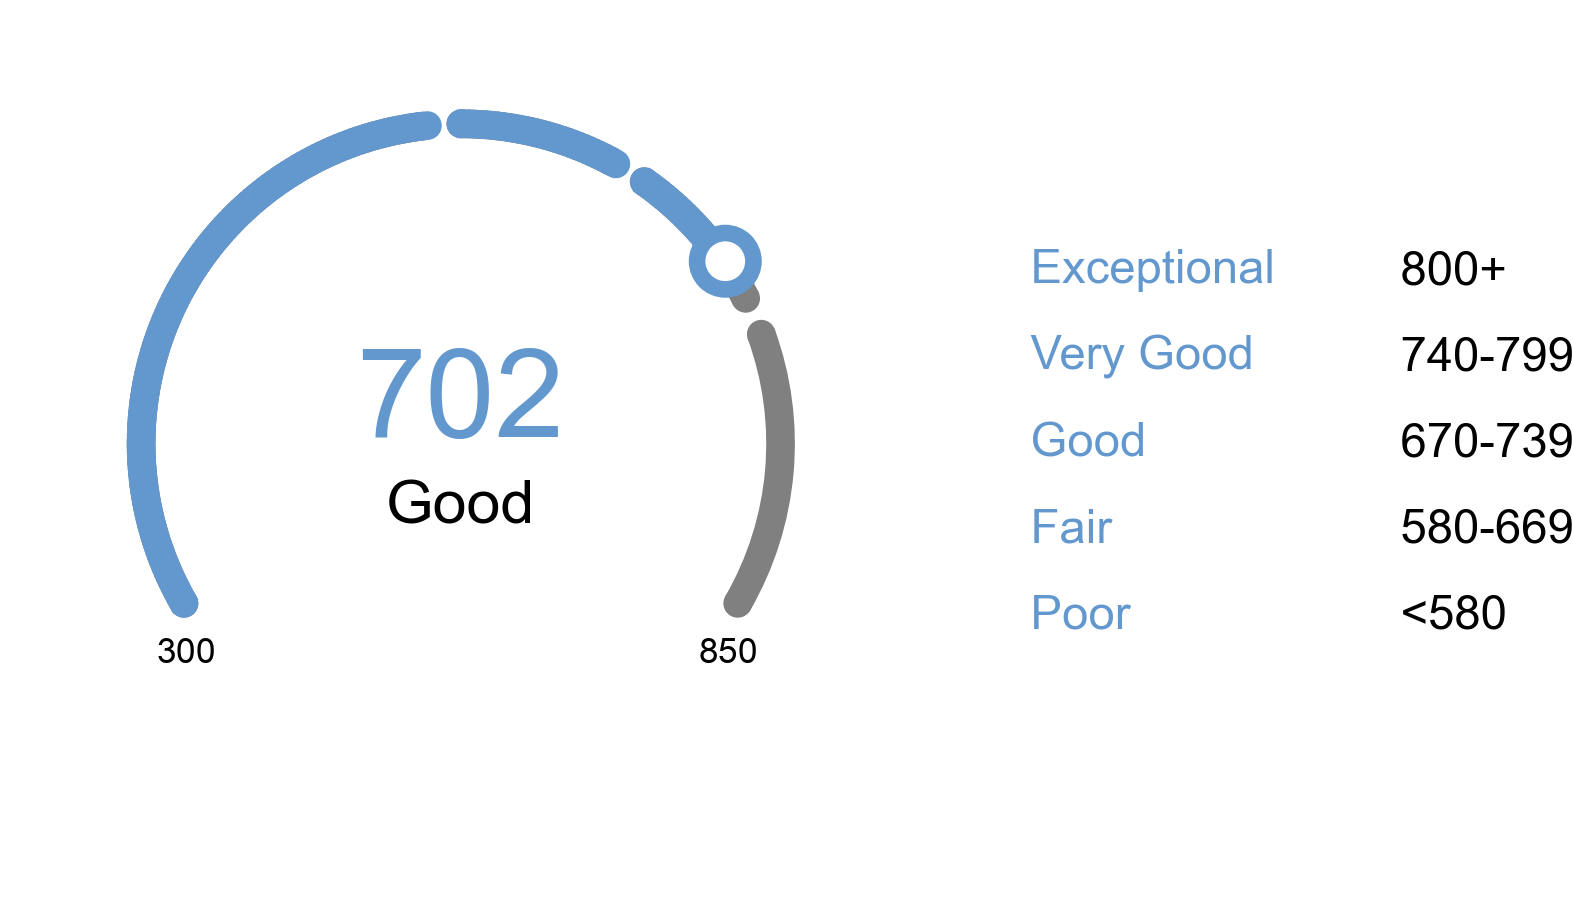 702
Good
300
850
Exceptional 800+
Very Good 740-799
Good 670-739
Fair 580-669
Poor <580